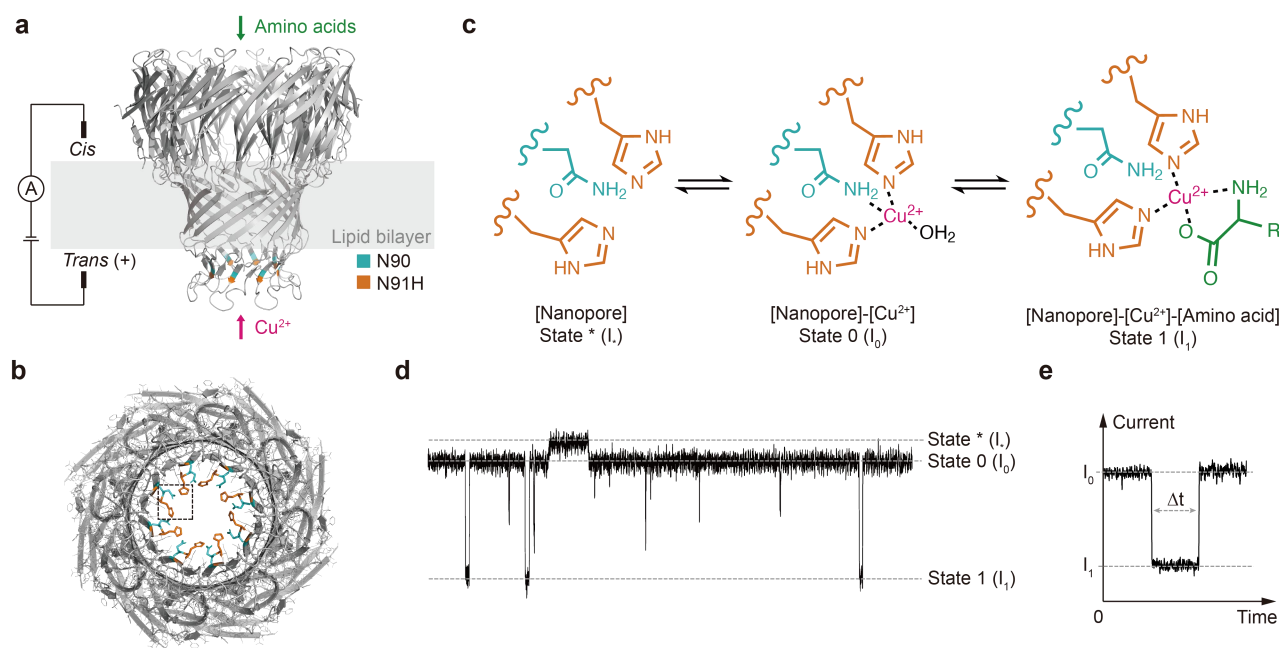 a
Amino acids
Cis
A
Lipid bilayer
Trans (+)
N90
N91H
Cu²⁺
b
c
NH
N
O
NH₂
N
HN
[Nanopore]
State * (I*)
NH
N
O
NH₂
Cu²⁺
N
OH₂
HN
[Nanopore]-[Cu²⁺]
State 0 (I₀)
NH
N
O
NH₂
Cu²⁺
NH₂
N
O
R
HN
O
[Nanopore]-[Cu²⁺]-[Amino acid]
State 1 (I₁)
d
State * (I*)
State 0 (I₀)
State 1 (I₁)
e
Current
I₀
Δt
I₁
0
Time